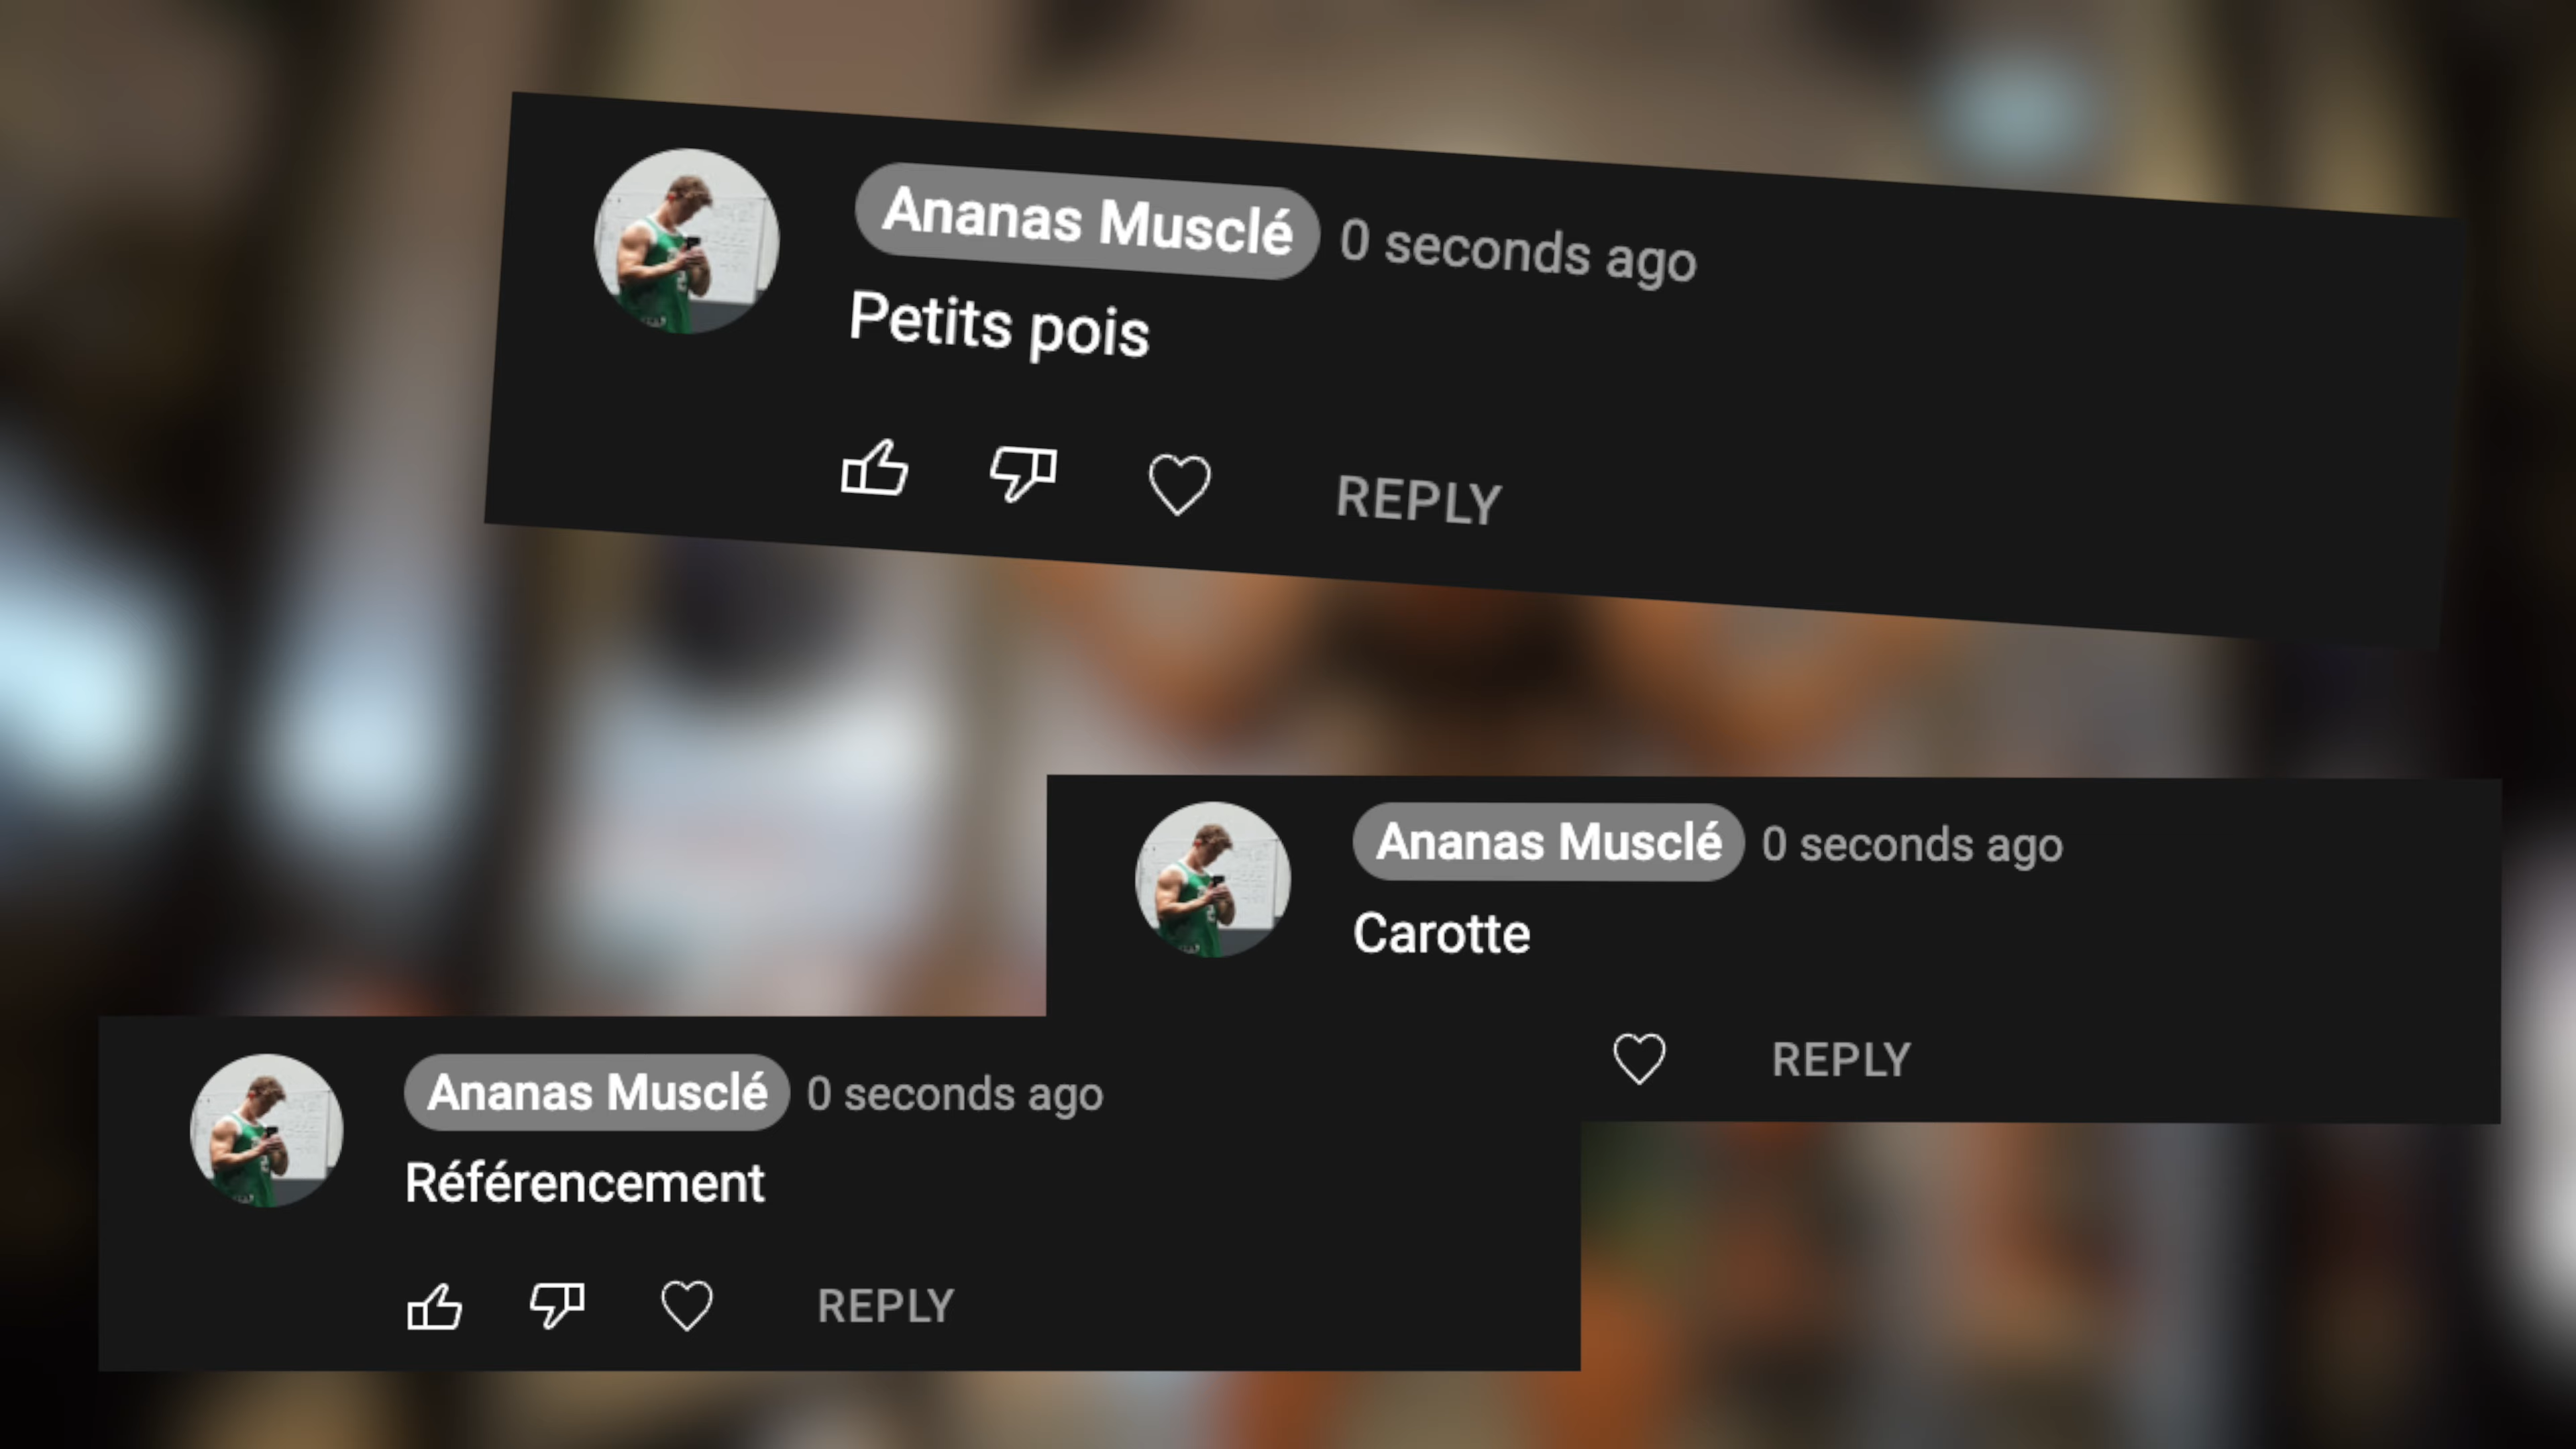 Ananas Musclé 0 seconds ago
Petits pois
REPLY
Ananas Musclé 0 seconds ago
Carotte
REPLY
Ananas Musclé 0 seconds ago
Référencement
REPLY